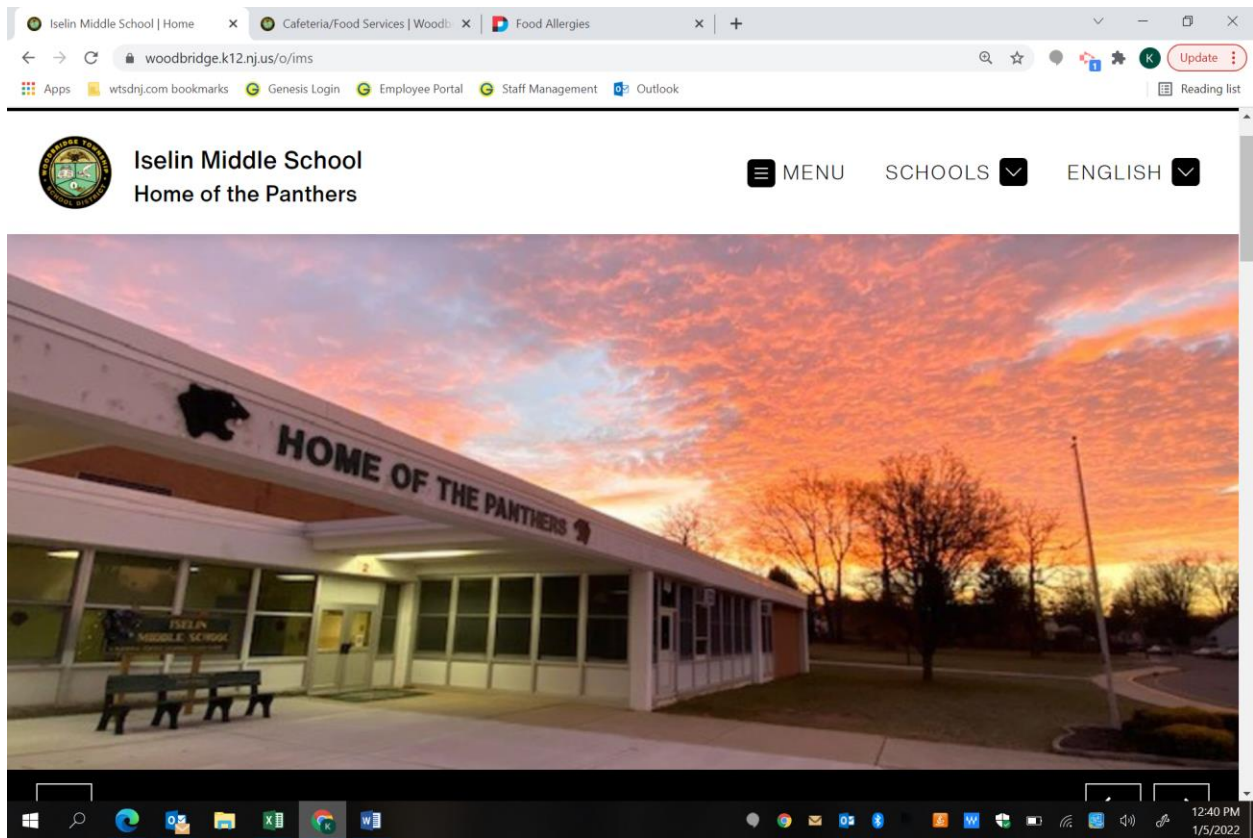 Iselin Middle School | Home
Cafeteria/Food Services | Woodb
Food Allergies
woodbridge.k12.nj.us/o/ims
K
Update
Apps
wtsdnj.com bookmarks
Genesis Login
Employee Portal
Staff Management
Outlook
Reading list
Iselin Middle School
Home of the Panthers
MENU
SCHOOLS
ENGLISH
HOME OF THE PANTHERS
2
ISELIN
MIDDLE SCHOOL
12:40 PM
1/5/2022